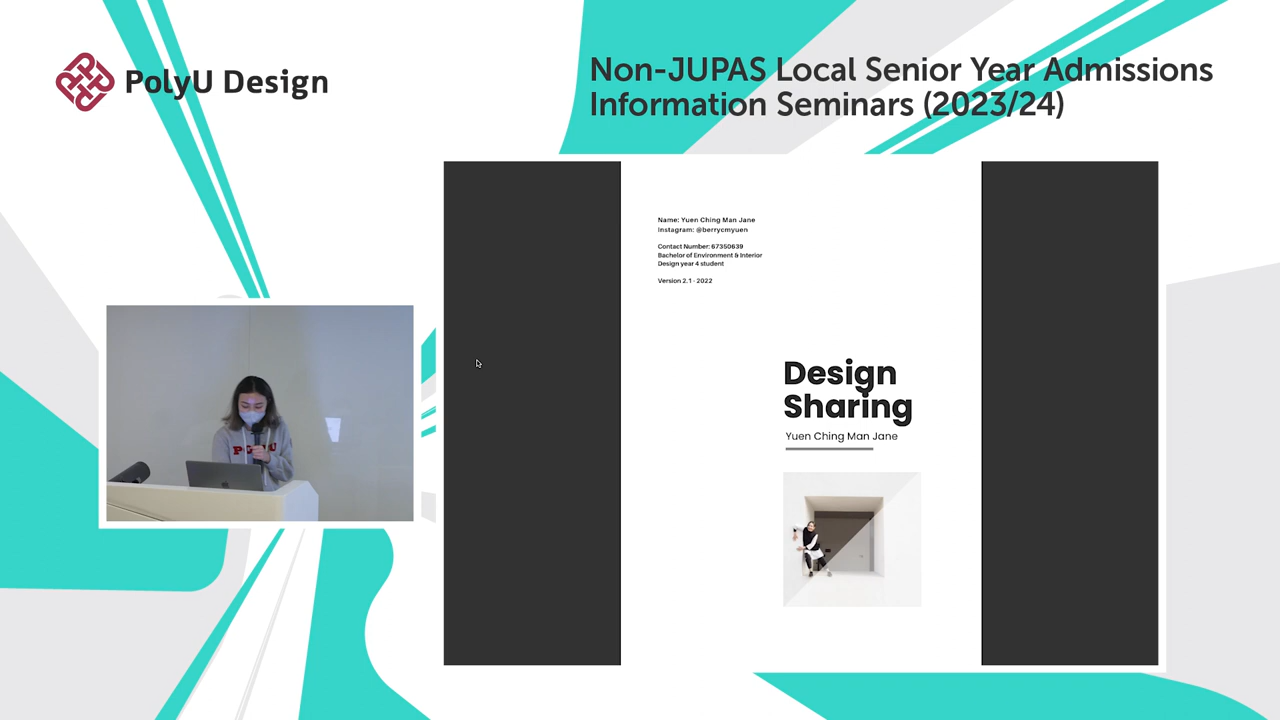 PolyU Design
Non-JUPAS Local Senior Year Admissions
Information Seminars (2023/24)
Name: Yuen Ching Man Jane
Instagram: @berrycmyuen
Contact Number: 67350639
Bachelor of Environment & Interior
Design year 4 student
Version 2.1 - 2022
Design
Sharing
Yuen Ching Man Jane